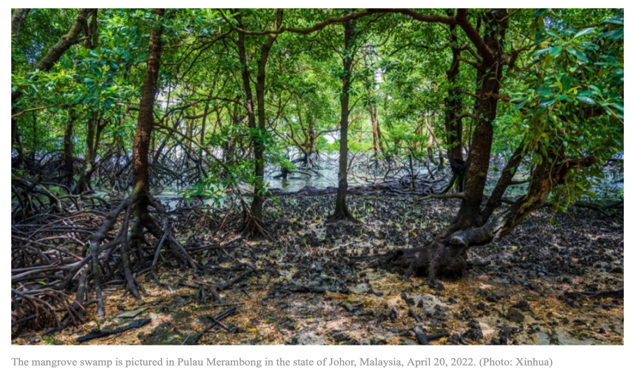 The mangrove swamp is pictured in Pulau Merambong in the state of Johor, Malaysia, April 20, 2022. (Photo: Xinhua)